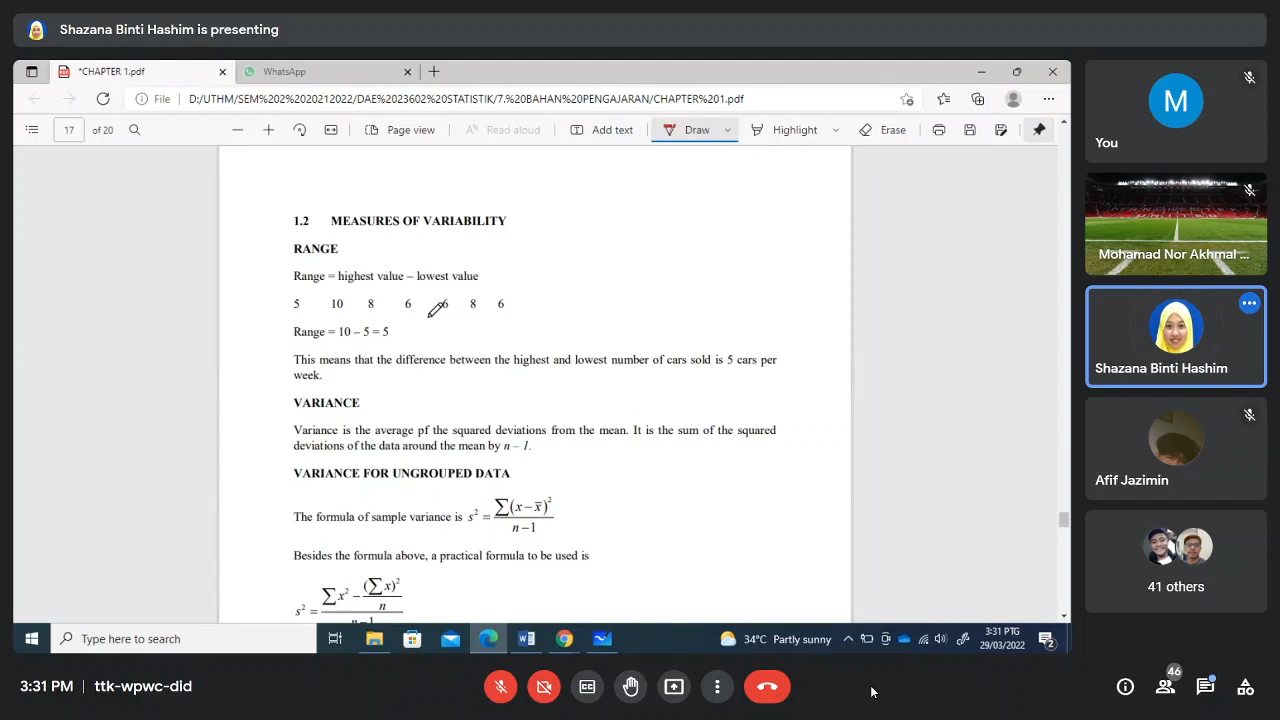 Shazana Binti Hashim is presenting
*CHAPTER 1.pdf
WhatsApp
File D:/UTHM/SEM%202%2020212022/DAE%2023602%20STATISTIK/7.%20BAHAN%20PENGAJARAN/CHAPTER%201.pdf
17 of 20 Page view Read aloud Add text Draw Highlight Erase
1.2 MEASURES OF VARIABILITY
RANGE
Range = highest value – lowest value
5 10 8 6 6 8 6
Range = 10 – 5 = 5
This means that the difference between the highest and lowest number of cars sold is 5 cars per
week.
VARIANCE
Variance is the average pf the squared deviations from the mean. It is the sum of the squared
deviations of the data around the mean by n – 1.
VARIANCE FOR UNGROUPED DATA
The formula of sample variance is s² = ∑(x − x̅)² / n−1
Besides the formula above, a practical formula to be used is
s² = ∑x² − (∑x)² / n
n−1
Type here to search
34°C Partly sunny
3:31 PTG
29/03/2022
2
M
You
Mohamad Nor Akhmal ...
Shazana Binti Hashim
Afif Jazimin
41 others
3:31 PM | ttk-wpwc-did
46